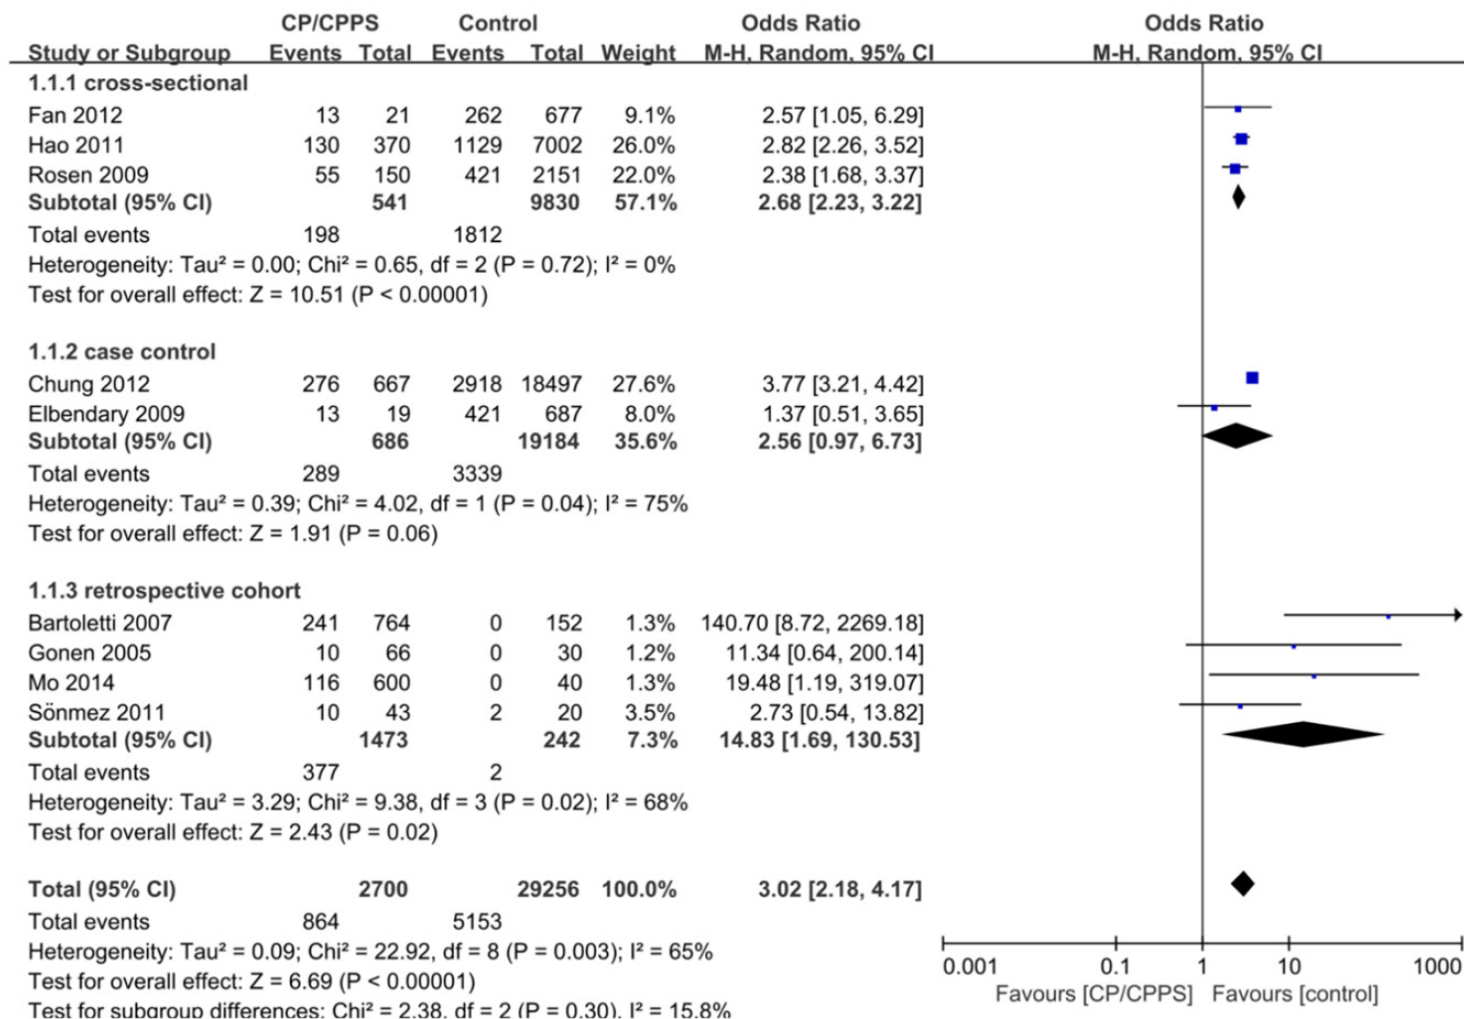 CP/CPPS Control Odds Ratio Odds Ratio
Study or Subgroup Events Total Events Total Weight M-H, Random, 95% CI M-H, Random, 95% CI
1.1.1 cross-sectional
Fan 2012 13 21 262 677 9.1% 2.57 [1.05, 6.29]
Hao 2011 130 370 1129 7002 26.0% 2.82 [2.26, 3.52]
Rosen 2009 55 150 421 2151 22.0% 2.38 [1.68, 3.37]
Subtotal (95% CI) 541 9830 57.1% 2.68 [2.23, 3.22]
Total events 198 1812
Heterogeneity: Tau² = 0.00; Chi² = 0.65, df = 2 (P = 0.72); I² = 0%
Test for overall effect: Z = 10.51 (P < 0.00001)
1.1.2 case control
Chung 2012 276 667 2918 18497 27.6% 3.77 [3.21, 4.42]
Elbendary 2009 13 19 421 687 8.0% 1.37 [0.51, 3.65]
Subtotal (95% CI) 686 19184 35.6% 2.56 [0.97, 6.73]
Total events 289 3339
Heterogeneity: Tau² = 0.39; Chi² = 4.02, df = 1 (P = 0.04); I² = 75%
Test for overall effect: Z = 1.91 (P = 0.06)
1.1.3 retrospective cohort
Bartoletti 2007 241 764 0 152 1.3% 140.70 [8.72, 2269.18]
Gonen 2005 10 66 0 30 1.2% 11.34 [0.64, 200.14]
Mo 2014 116 600 0 40 1.3% 19.48 [1.19, 319.07]
Sönmez 2011 10 43 2 20 3.5% 2.73 [0.54, 13.82]
Subtotal (95% CI) 1473 242 7.3% 14.83 [1.69, 130.53]
Total events 377 2
Heterogeneity: Tau² = 3.29; Chi² = 9.38, df = 3 (P = 0.02); I² = 68%
Test for overall effect: Z = 2.43 (P = 0.02)
Total (95% CI) 2700 29256 100.0% 3.02 [2.18, 4.17]
Total events 864 5153
Heterogeneity: Tau² = 0.09; Chi² = 22.92, df = 8 (P = 0.003); I² = 65%
Test for overall effect: Z = 6.69 (P < 0.00001)
Test for subgroup differences: Chi² = 2.38, df = 2 (P = 0.30), I² = 15.8%
0.001 0.1 1 10 1000
Favours [CP/CPPS] Favours [control]